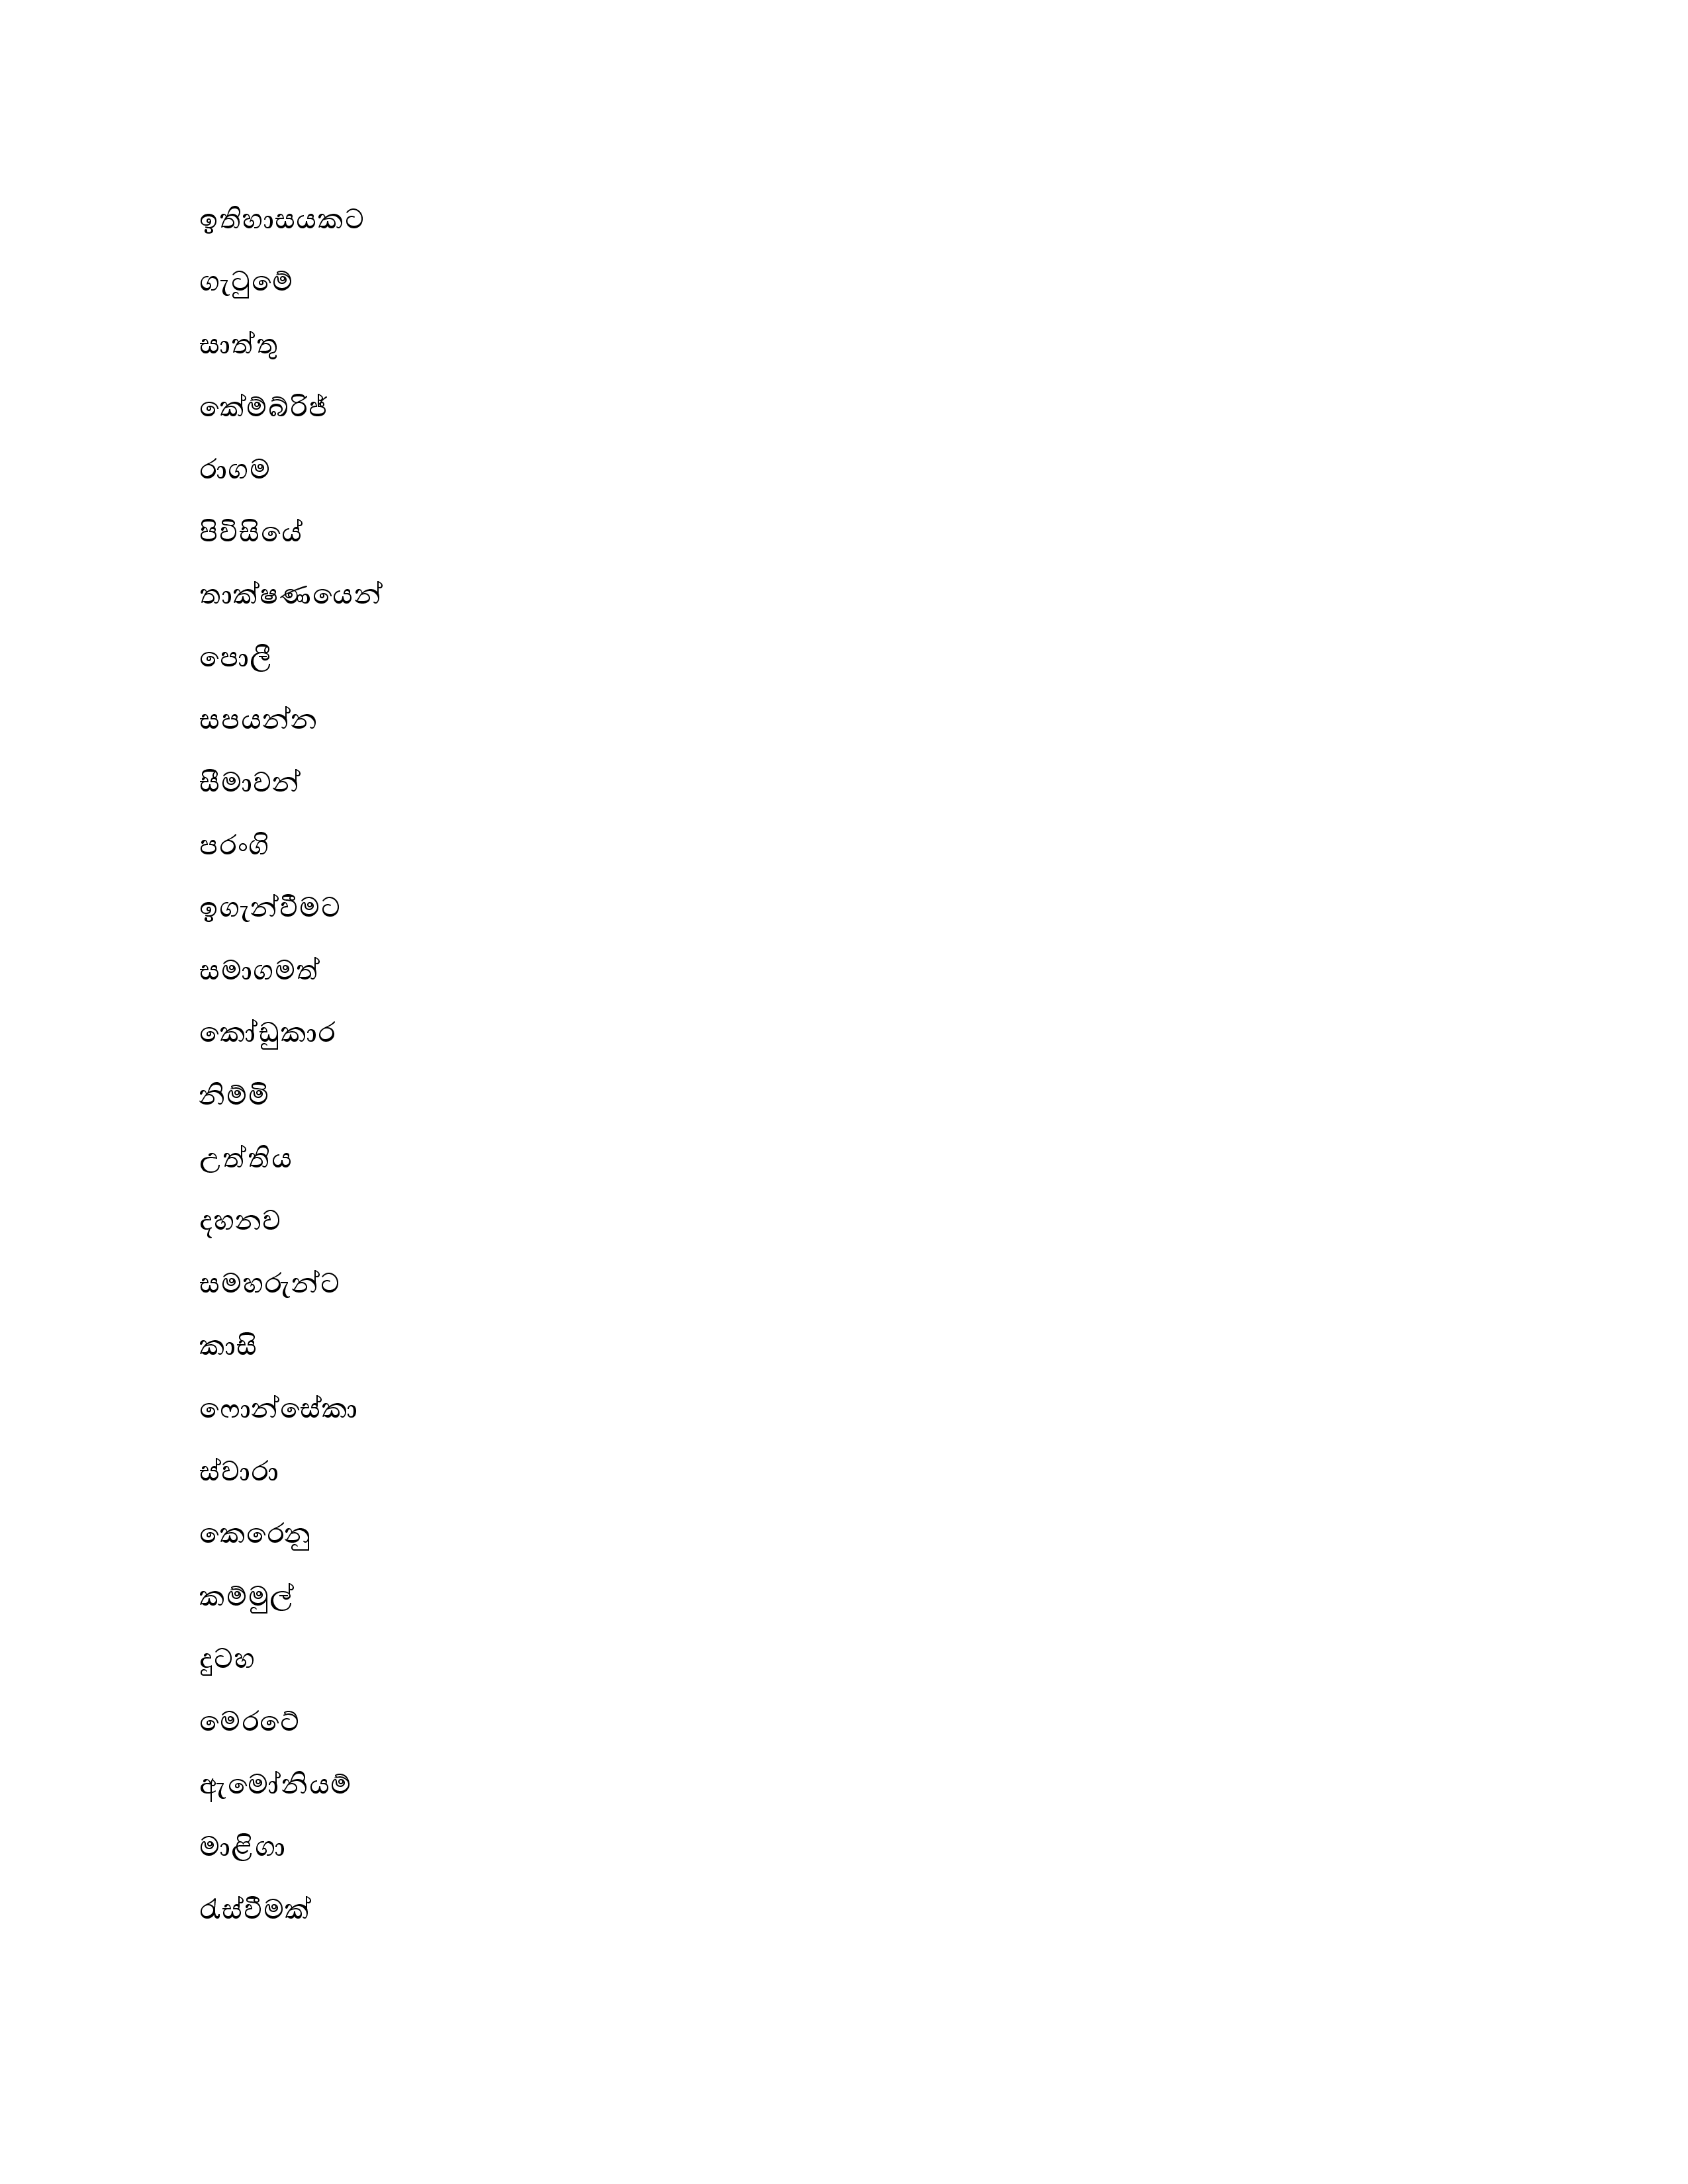 ඉතිහාසයකට
ගැටුමේ
සාත්තු
කේම්බ්රිජ්
රාගම
පිවිසියේ
තාක්ෂණයෙන්
පොලී
සපයන්න
සීමාවන්
පරංගි
ඉගැන්වීමට
සමාගමත්
කෝඩුකාර
නිම්මි
උත්තිය
දහනව
සමහරුන්ට
කාසි
ෆොන්සේකා
ස්වාරා
කෙරෙනු
කම්මුල්
දුටහ
මෙරටේ
ඇමෝනියම්
මාළිගා
රැස්වීමක්